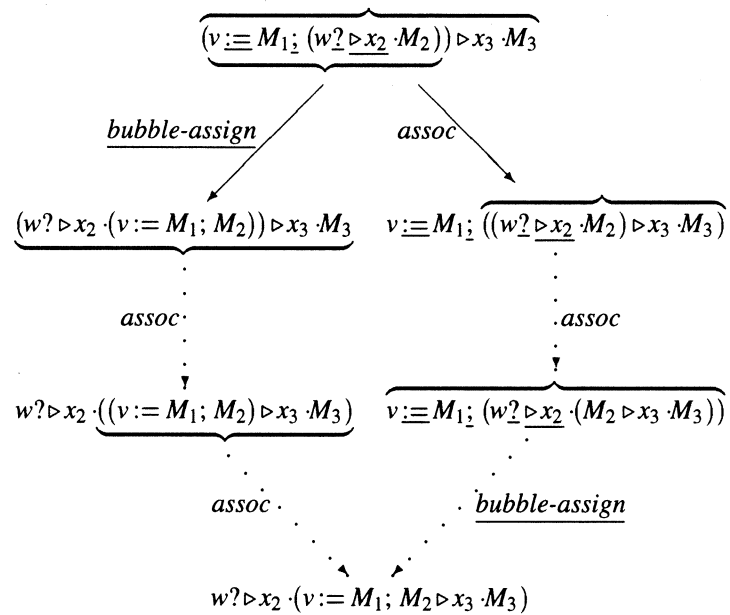 (v := M₁; (w? ▷ x₂ · M₂)) ▷ x₃ · M₃
bubble-assign
assoc
(w? ▷ x₂ · (v := M₁; M₂)) ▷ x₃ · M₃
v := M₁; ((w? ▷ x₂ · M₂) ▷ x₃ · M₃)
assoc
assoc
w? ▷ x₂ · ((v := M₁; M₂) ▷ x₃ · M₃)
v := M₁; (w? ▷ x₂ · (M₂ ▷ x₃ · M₃))
assoc
bubble-assign
w? ▷ x₂ · (v := M₁; M₂ ▷ x₃ · M₃)